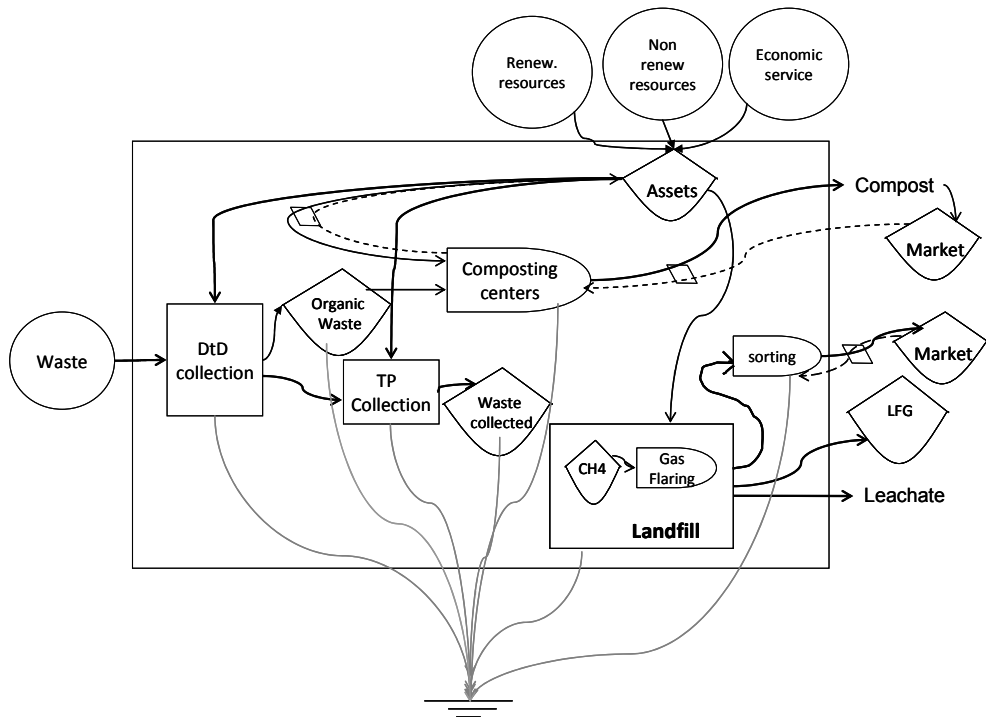 Renew.
resources
Non
renew
resources
Economic
service
Assets
Compost
Market
Composting
centers
Organic
Waste
Waste
DtD
collection
TP
Collection
Waste
collected
sorting
Market
LFG
CH4
Gas
Flaring
Leachate
Landfill